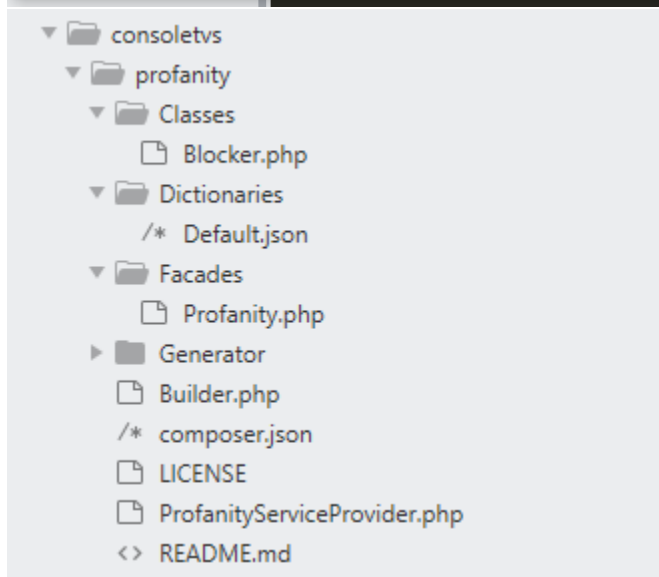 consoletvs
profanity
Classes
Blocker.php
Dictionaries
/* Default.json
Facades
Profanity.php
Generator
Builder.php
/* composer.json
LICENSE
ProfanityServiceProvider.php
<> README.md